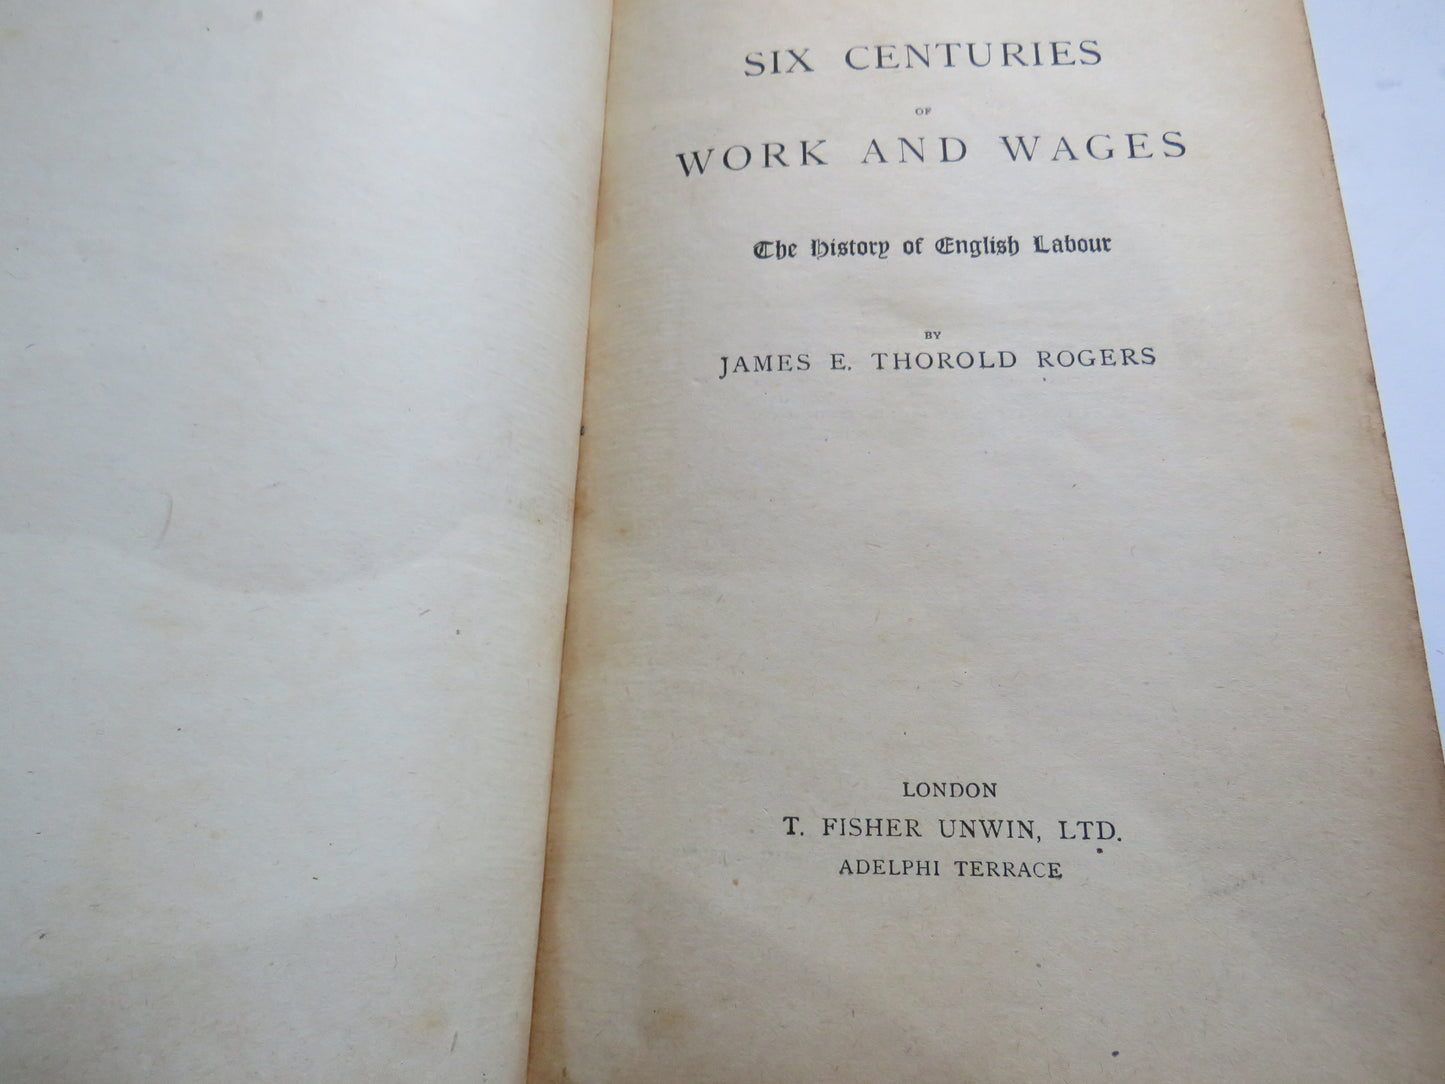 SIX CENTURIES
OF
WORK AND WAGES
The History of English Labour
BY
JAMES E. THOROLD ROGERS
LONDON
T. FISHER UNWIN, LTD.
ADELPHI TERRACE